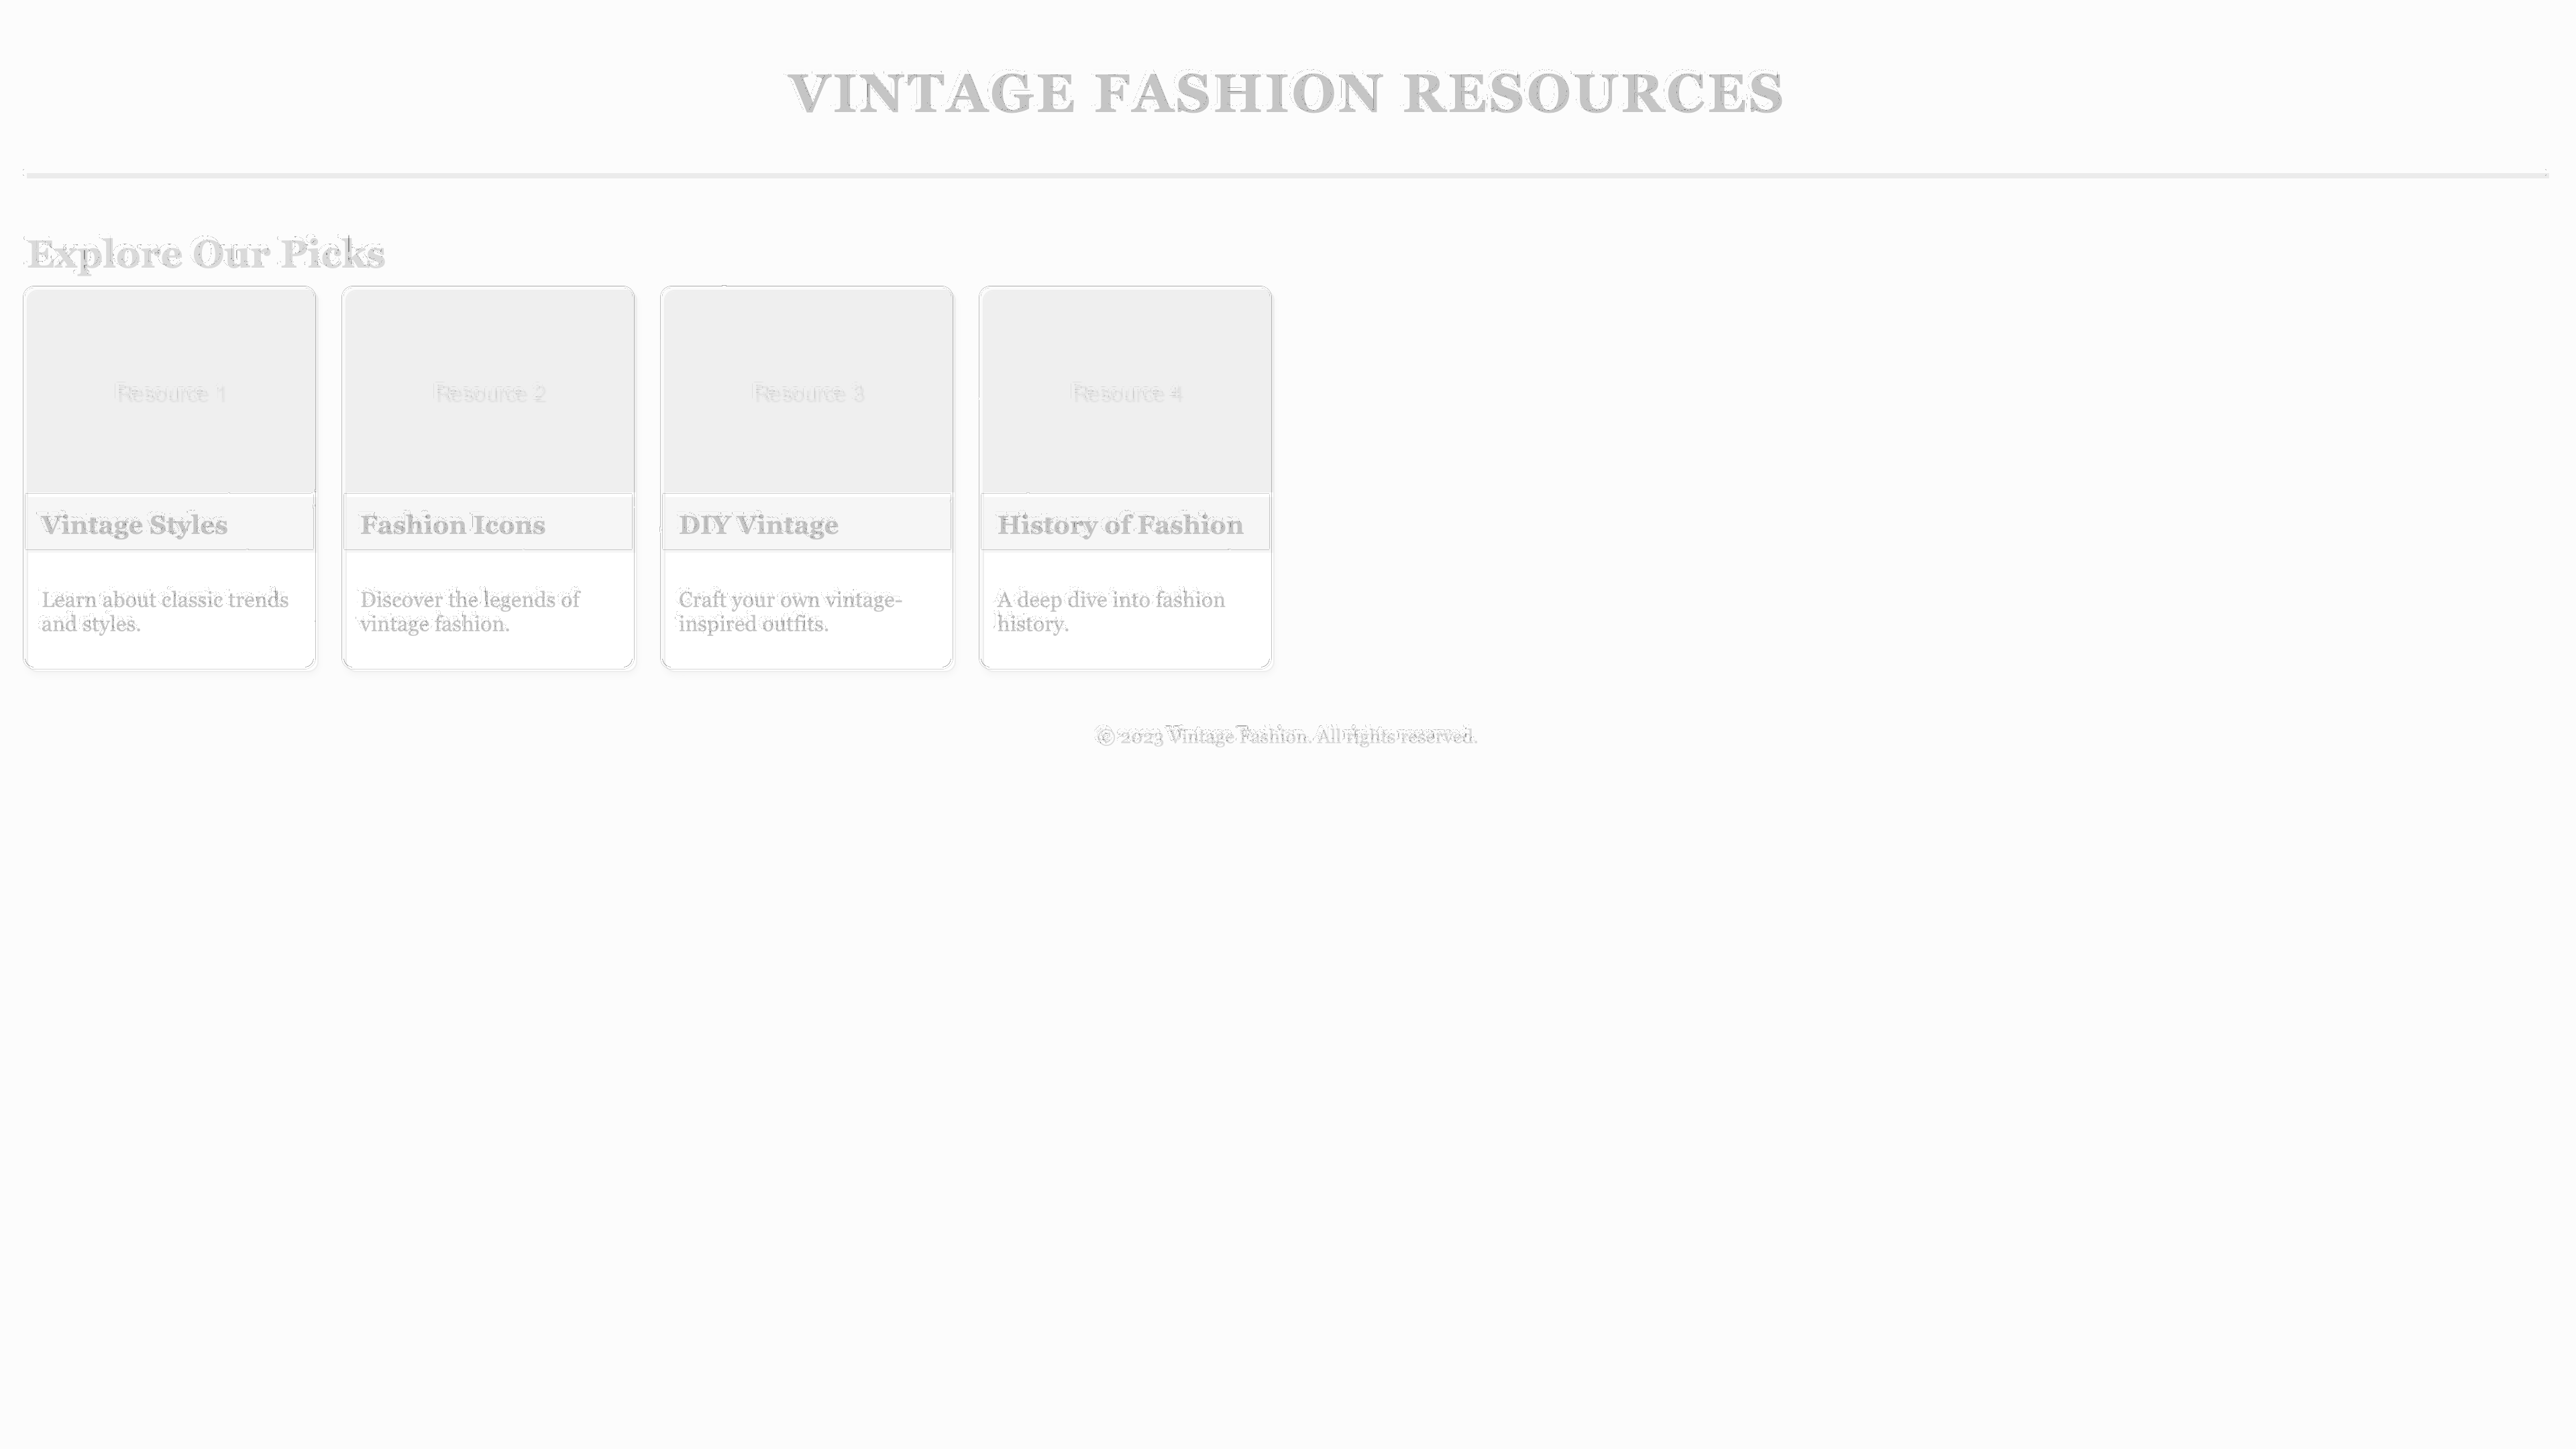 VINTAGE FASHION RESOURCES
Explore Our Picks
Resource 1
Vintage Styles
Learn about classic trends
and styles.
Resource 2
Fashion Icons
Discover the legends of
vintage fashion.
Resource 3
DIY Vintage
Craft your own vintage-
inspired outfits.
Resource 4
History of Fashion
A deep dive into fashion
history.
© 2023 Vintage Fashion. All rights reserved.